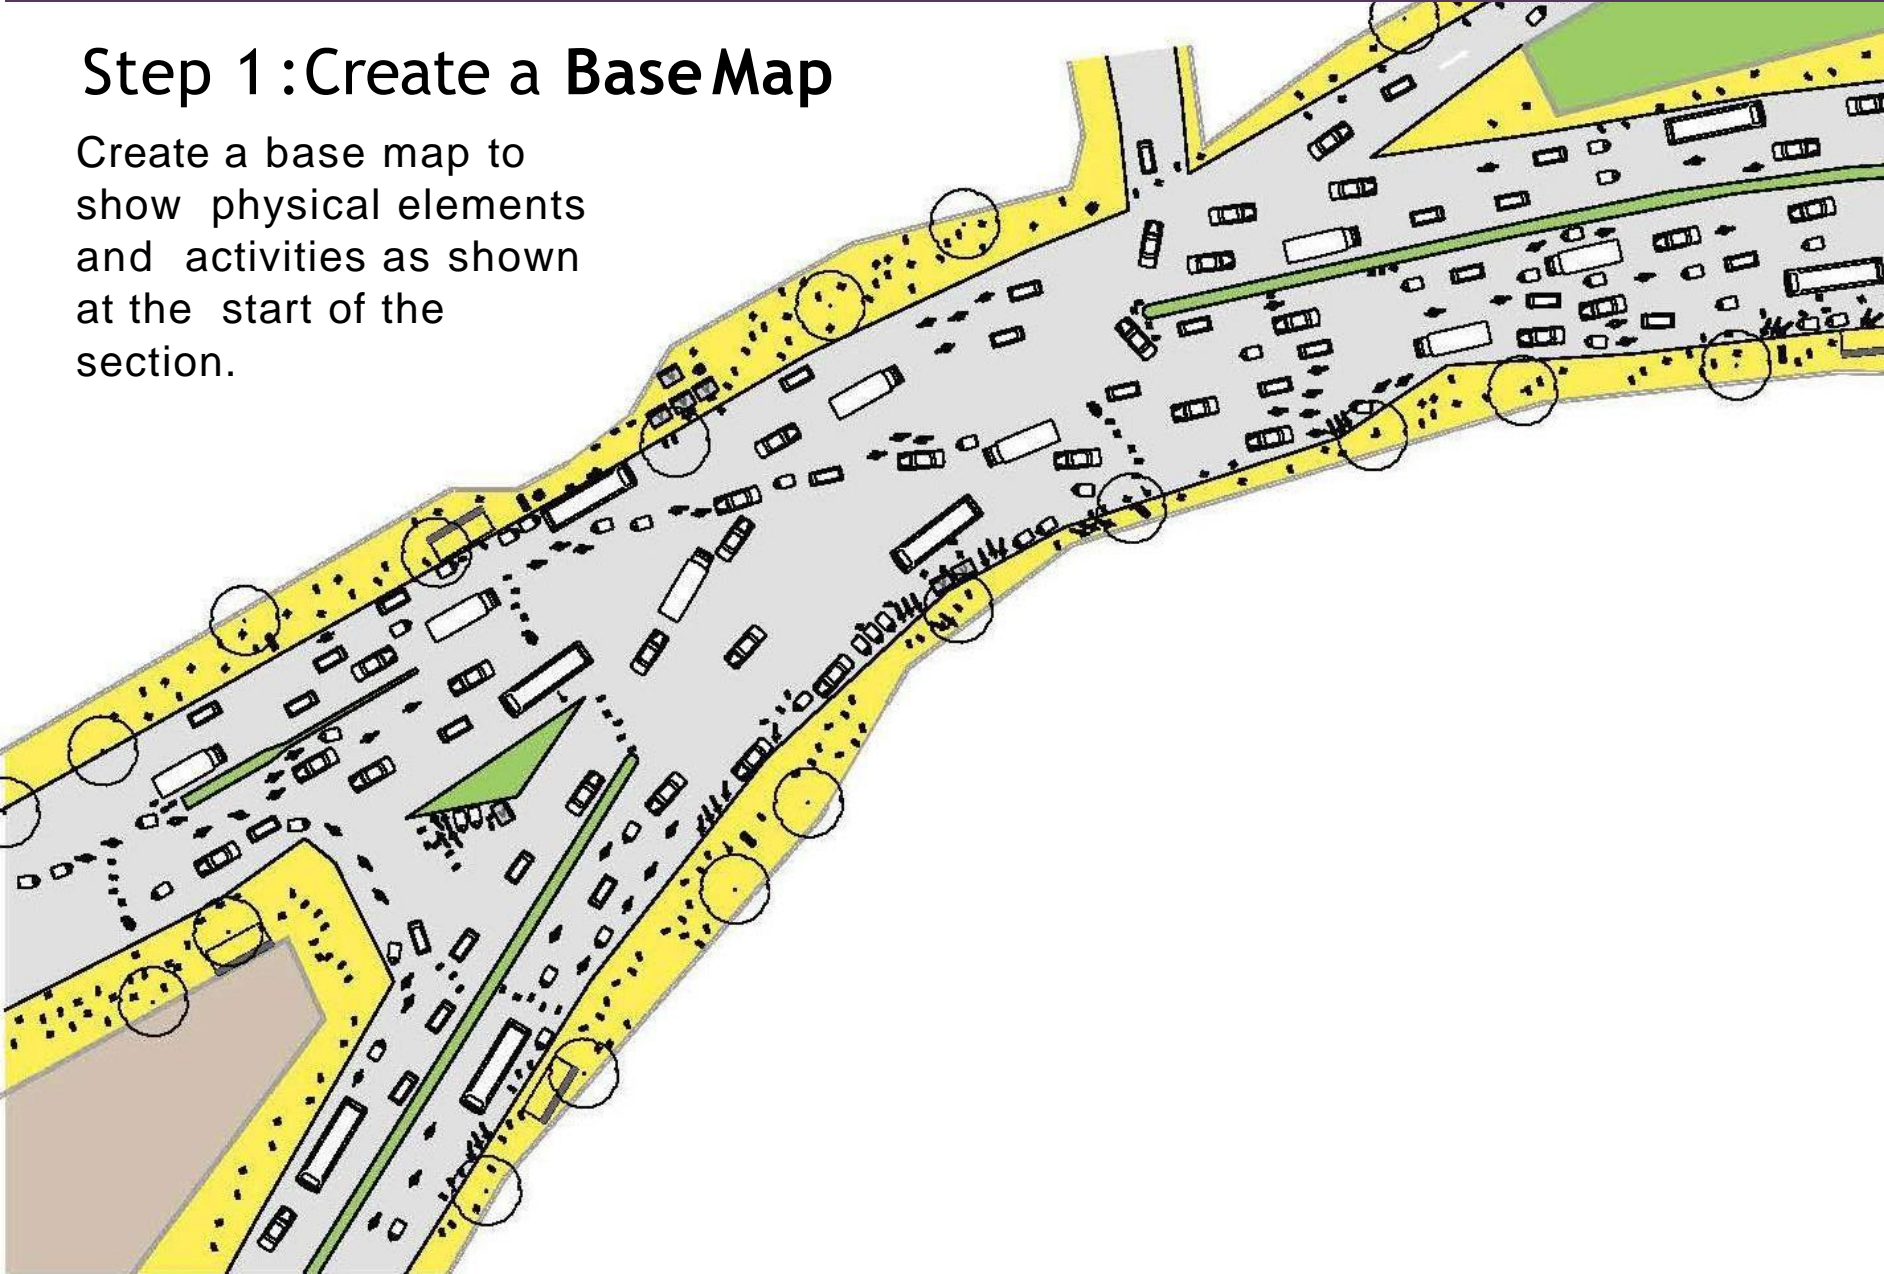 Step 1:Create a Base Map
Create a base map to
show physical elements
and activities as shown
at the start of the
section.